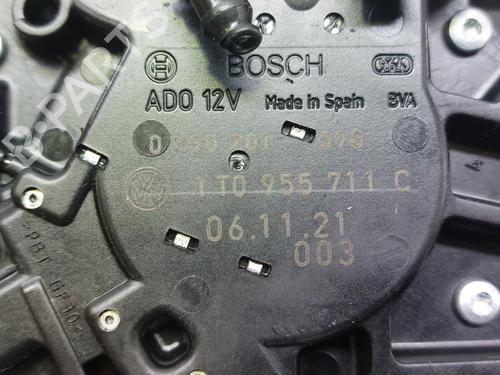 BOSCH
ADO 12V Made in Spain BVA
1T0 955 711 C
06.11.21
003